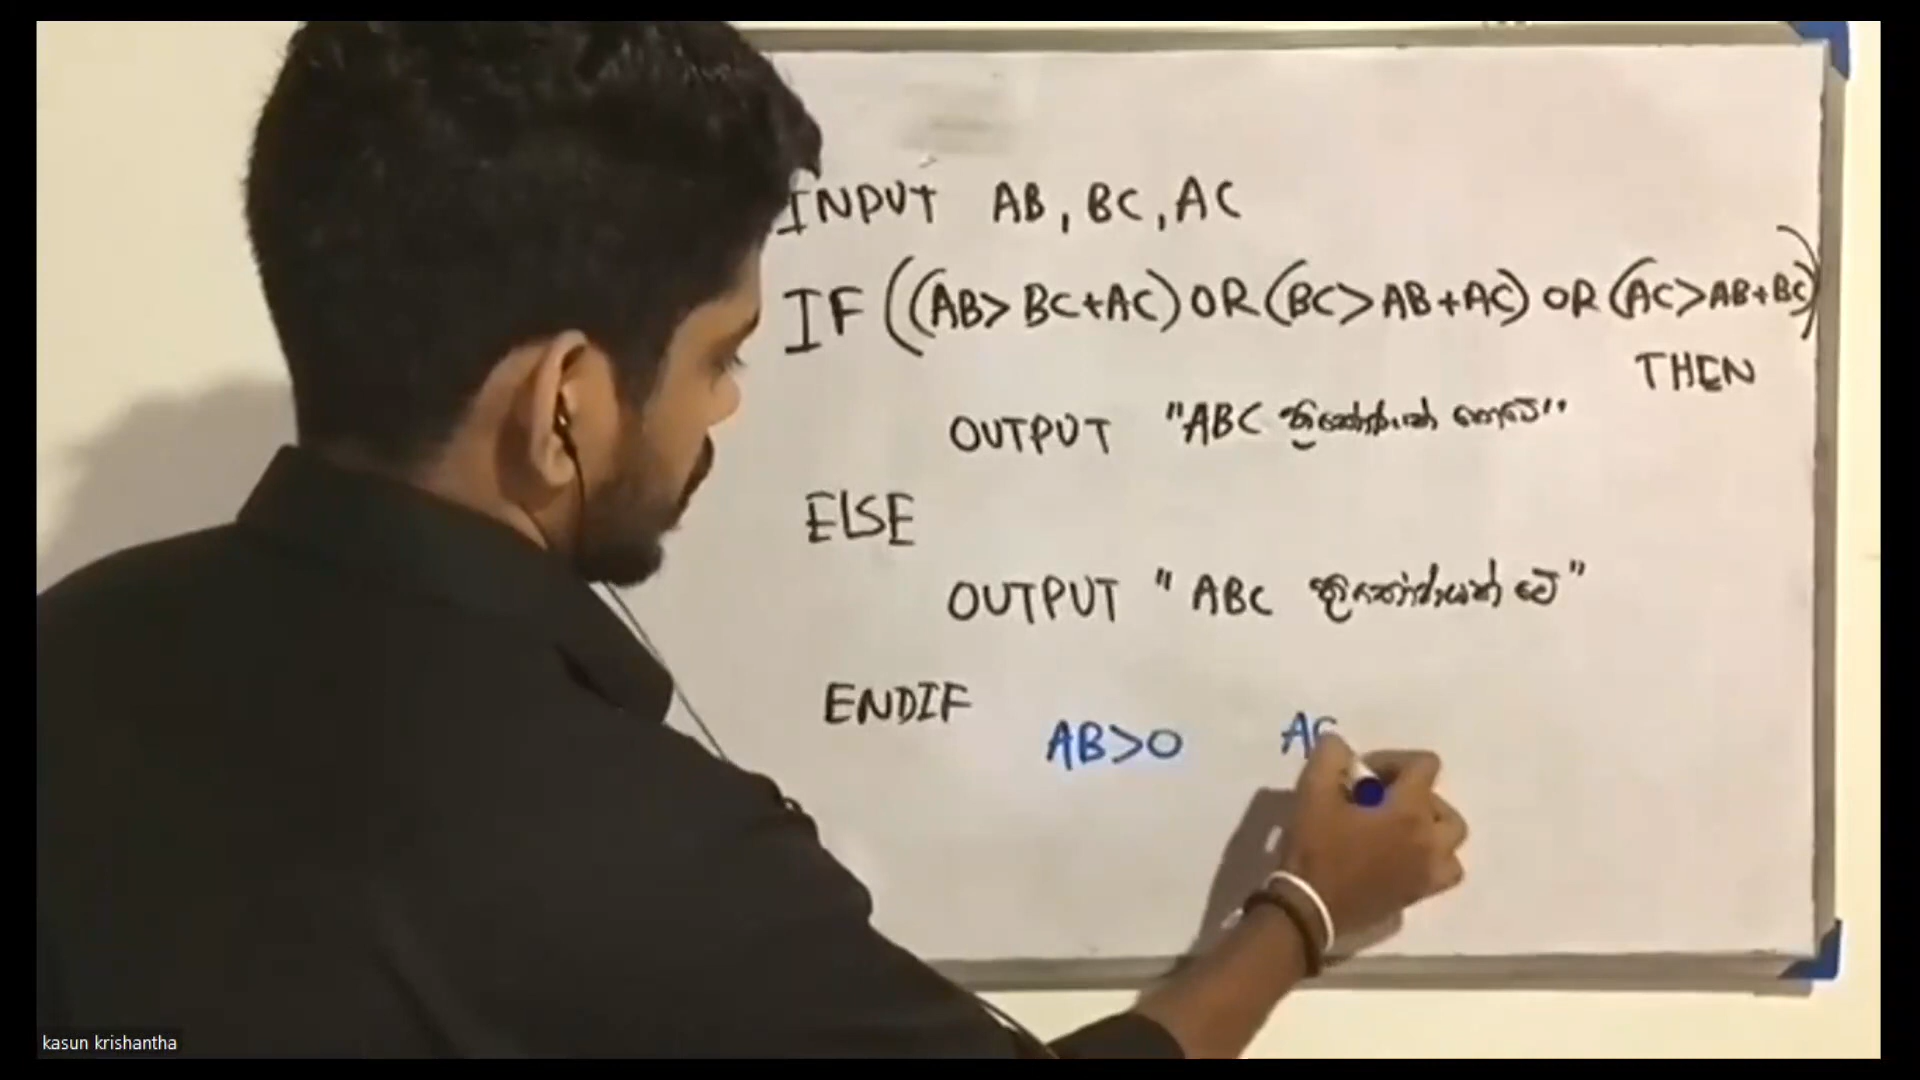 INPUT AB, BC, AC
IF ((AB> BC+AC) OR (BC> AB+AC) OR (AC>AB+BC))
THEN
OUTPUT "ABC ත්‍රිකෝණයක් නොවේ"
ELSE
OUTPUT "ABC ත්‍රිකෝණයක් වේ"
ENDIF
AB>0 AC
kasun krishantha